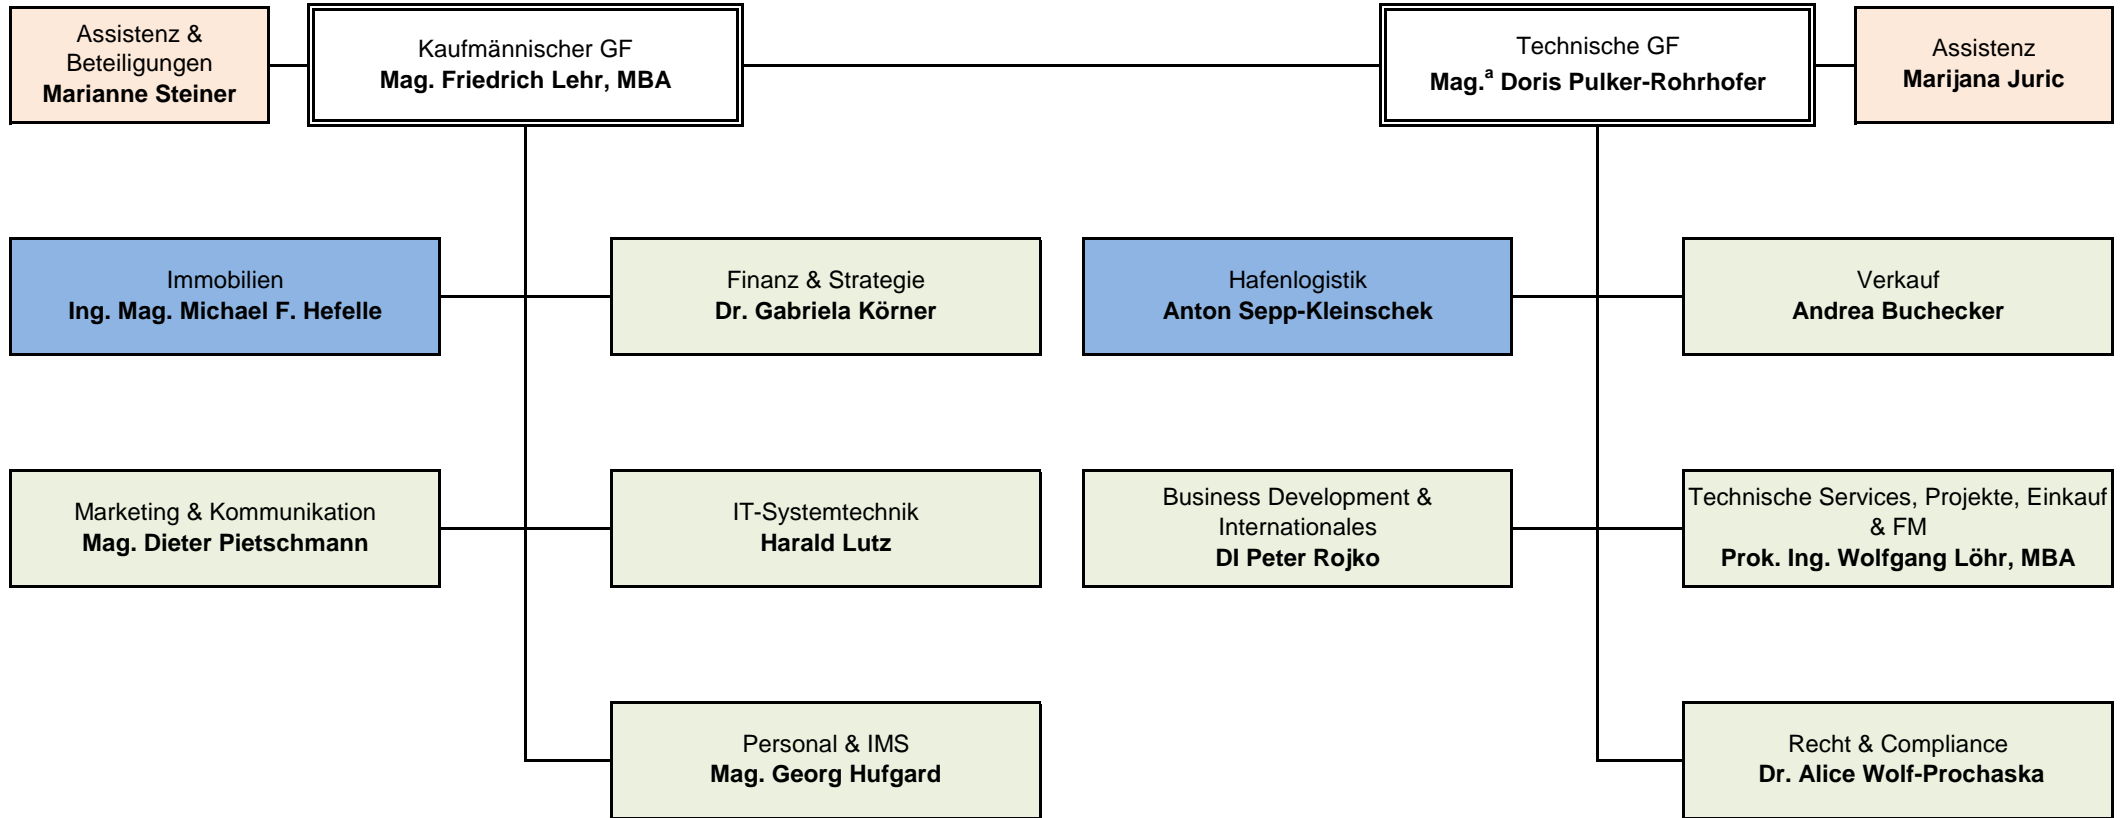 Assistenz &
Beteiligungen
Marianne Steiner
Kaufmännischer GF
Mag. Friedrich Lehr, MBA
Technische GF
Mag.ª Doris Pulker-Rohrhofer
Assistenz
Marijana Juric
Immobilien
Ing. Mag. Michael F. Hefelle
Finanz & Strategie
Dr. Gabriela Körner
Hafenlogistik
Anton Sepp-Kleinschek
Verkauf
Andrea Buchecker
Marketing & Kommunikation
Mag. Dieter Pietschmann
IT-Systemtechnik
Harald Lutz
Business Development &
Internationales
DI Peter Rojko
Technische Services, Projekte, Einkauf
& FM
Prok. Ing. Wolfgang Löhr, MBA
Personal & IMS
Mag. Georg Hufgard
Recht & Compliance
Dr. Alice Wolf-Prochaska